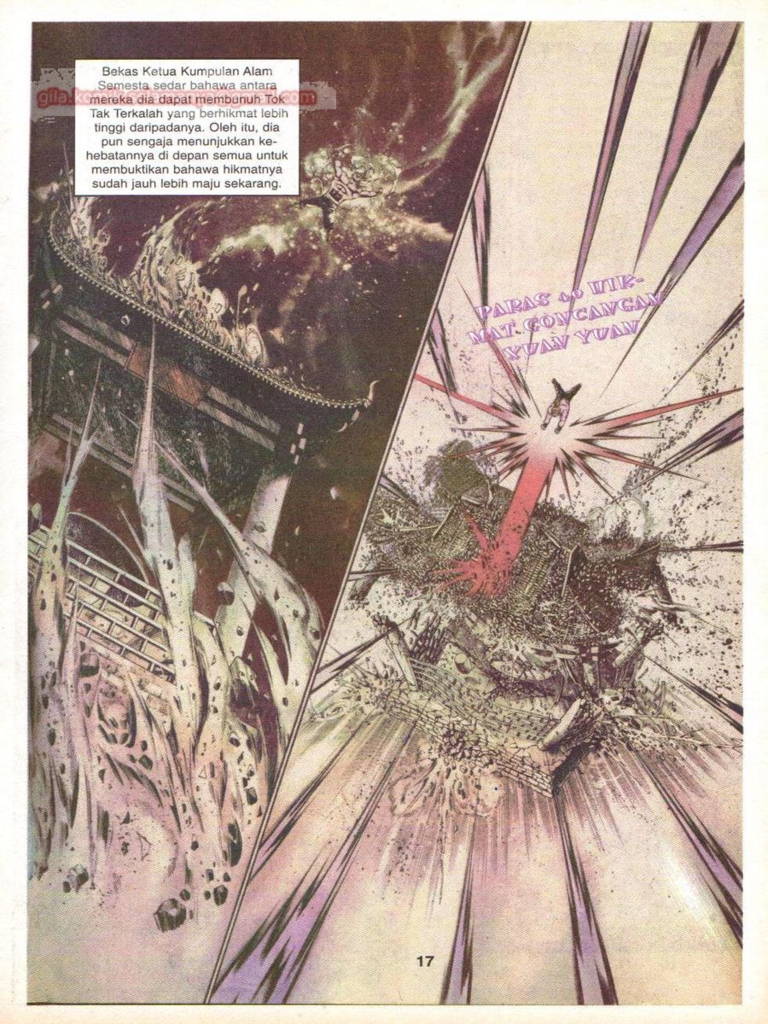 Bekas Ketua Kumpulan Alam
Semesta sedar bahawa antara
mereka dia dapat membunuh Tok
Tak Terkalah yang berhikmat lebih
tinggi daripadanya. Oleh itu, dia
pun sengaja menunjukkan ke-
hebatannya di depan semua untuk
membuktikan bahawa hikmatnya
sudah jauh lebih maju sekarang.
PARAS 40 HIK-
MAT GONCANGAN
YUAN YUAN
17